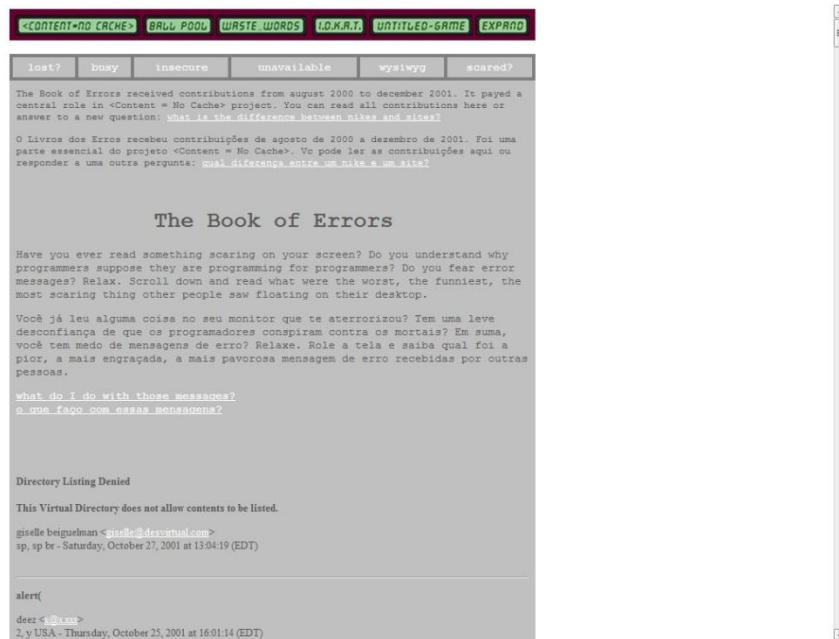 <CONTENT=NO CACHE> BALL POOL WASTE_WORDS I.O.K.A.T. UNTITLED-GAME EXPAND
lost? busy insecure unavailable wysiwyg scared?
The Book of Errors received contributions from august 2000 to december 2001. It payed a
central role in <Content = No Cache> project. You can read all contributions here or
answer to a new question: what is the difference between nikes and sites?
O Livros dos Erros recebeu contribuições de agosto de 2000 a dezembro de 2001. Foi uma
parte essencial do projeto <Content = No Cache>. Vc pode ler as contribuições aqui ou
responder a uma outra pergunta: qual diferença entre um nike e um site?
The Book of Errors
Have you ever read something scaring on your screen? Do you understand why
programmers suppose they are programming for programmers? Do you fear error
messages? Relax. Scroll down and read what were the worst, the funniest, the
most scaring thing other people saw floating on their desktop.
Você já leu alguma coisa no seu monitor que te aterrorizou? Tem uma leve
desconfiança de que os programadores conspiram contra os mortais? Em suma,
você tem medo de mensagens de erro? Relaxe. Role a tela e saiba qual foi a
pior, a mais engraçada, a mais pavorosa mensagem de erro recebidas por outras
pessoas.
what do I do with those messages?
o que faço com essas mensagens?
Directory Listing Denied
This Virtual Directory does not allow contents to be listed.
giselle beiguelman <giselle@desvirtual.com>
sp, sp br - Saturday, October 27, 2001 at 13:04:19 (EDT)
alert(
deez
2, y USA - Thursday, October 25, 2001 at 16:01:14 (EDT)